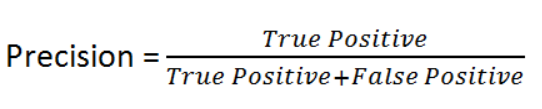 True Positive
Precision =
True Positive+False Positive